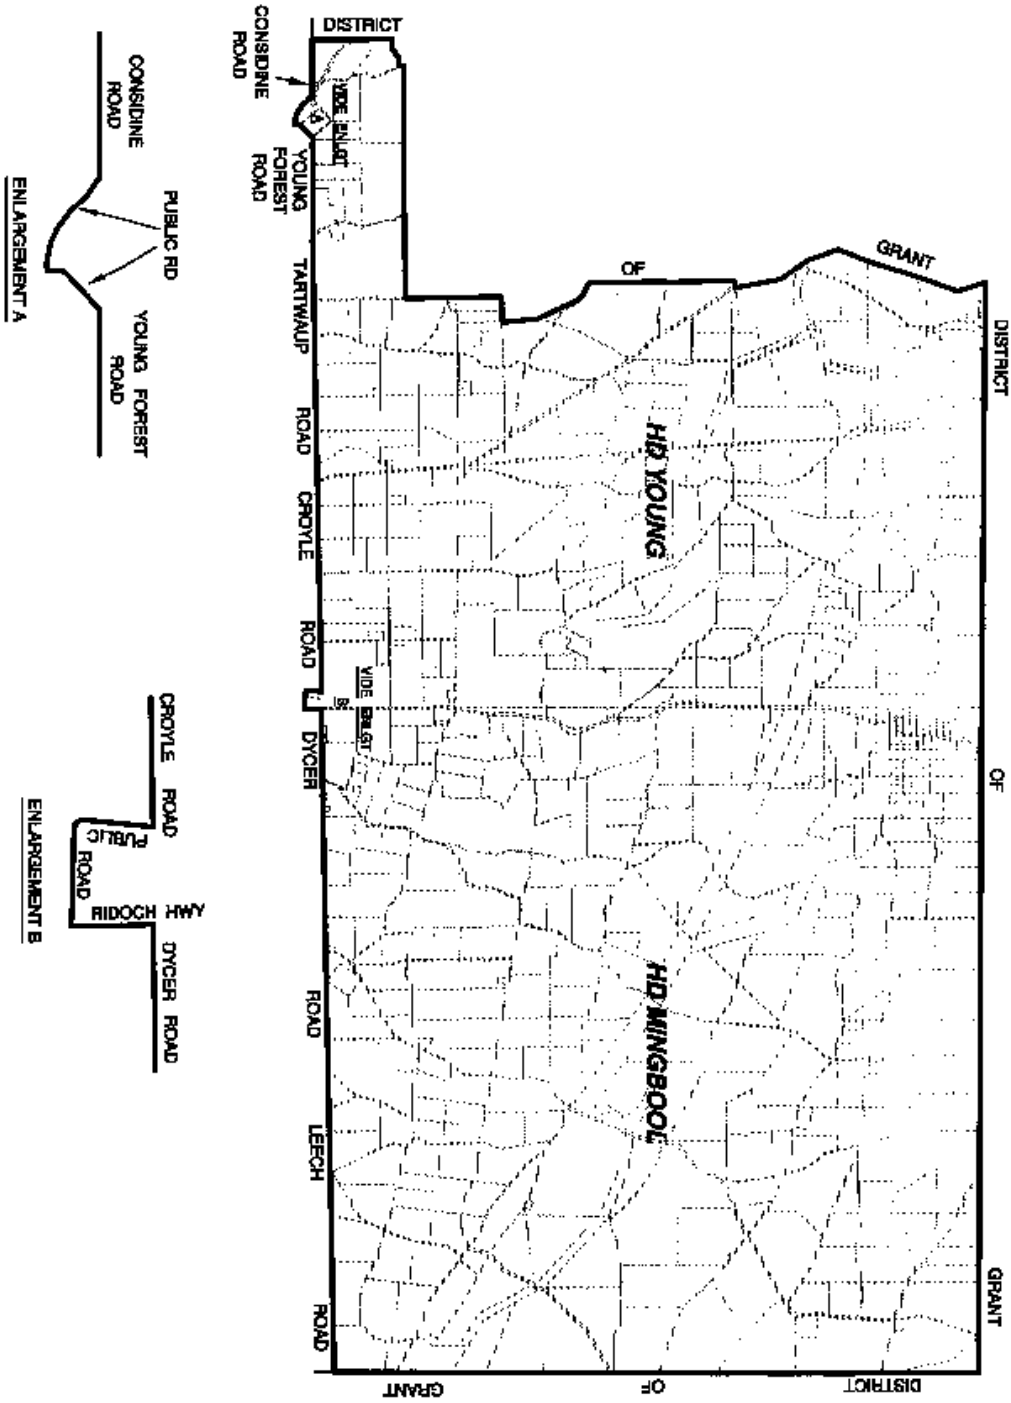 DISTRICT
OF
GRANT
DISTRICT
OF
GRANT
DISTRICT
OF
GRANT
CONSIDINE
ROAD
VIDE ENLGT
A
YOUNG
FOREST
ROAD
TARTWAUP
ROAD
CROYLE
ROAD
VIDE ENLGT
B
DYCER
ROAD
LEECH
ROAD
HD YOUNG
HD MINGBOOL
CONSIDINE
ROAD
PUBLIC RD
YOUNG FOREST
ROAD
ENLARGEMENT A
CROYLE ROAD
PUBLIC
ROAD
RIDOCH HWY
DYCER ROAD
ENLARGEMENT B